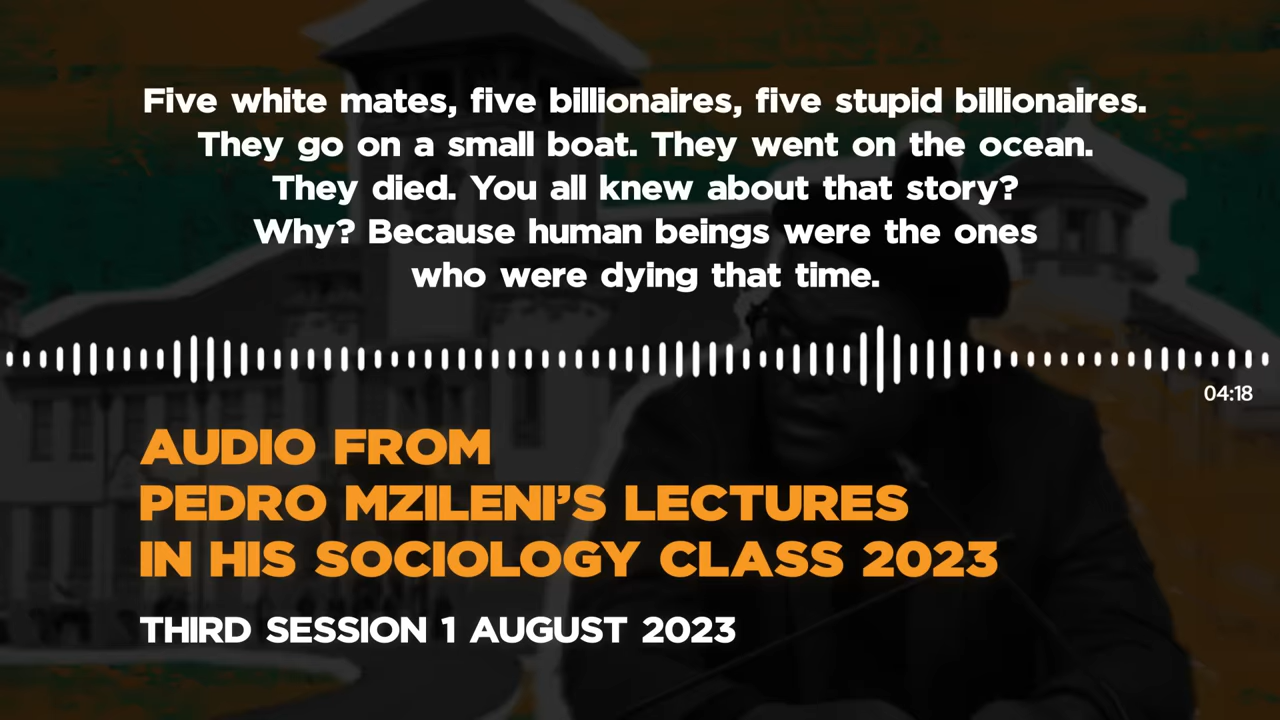 Five white mates, five billionaires, five stupid billionaires.
They go on a small boat. They went on the ocean.
They died. You all knew about that story?
Why? Because human beings were the ones
who were dying that time.
04:18
AUDIO FROM
PEDRO MZILENI'S LECTURES
IN HIS SOCIOLOGY CLASS 2023
THIRD SESSION 1 AUGUST 2023